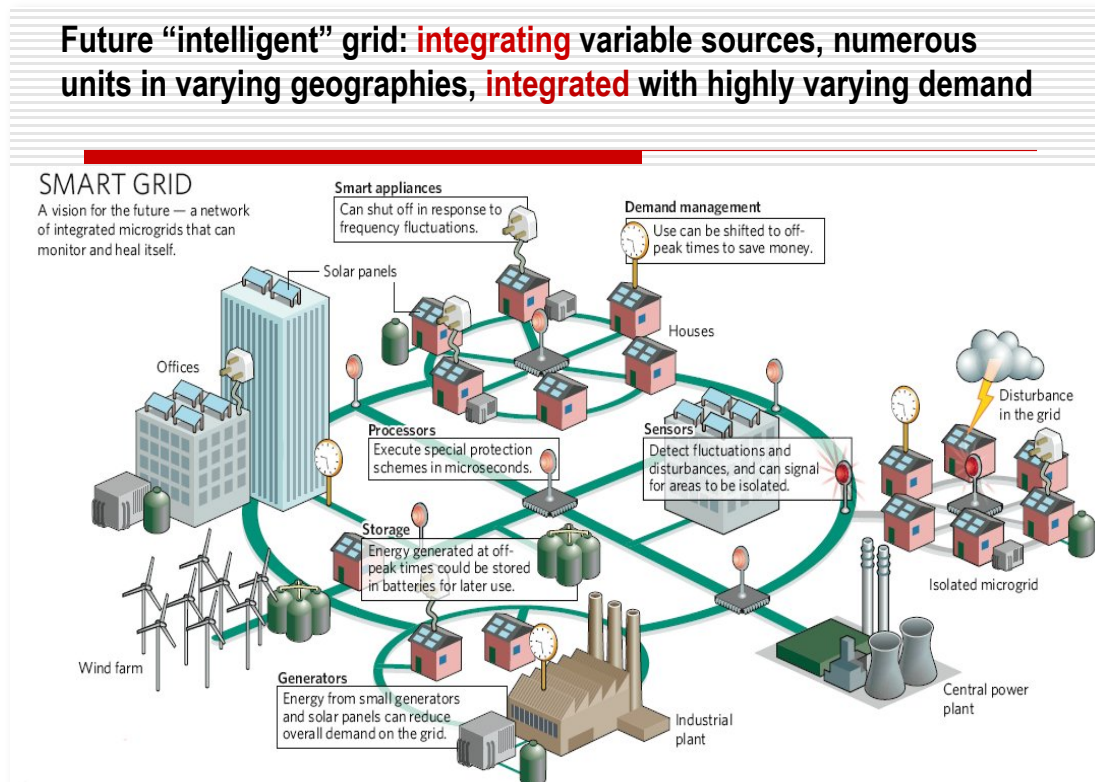 Future “intelligent” grid: integrating variable sources, numerous
units in varying geographies, integrated with highly varying demand
SMART GRID
A vision for the future — a network
of integrated microgrids that can
monitor and heal itself.
Smart appliances
Can shut off in response to
frequency fluctuations.
Demand management
Use can be shifted to off-
peak times to save money.
Solar panels
Houses
Offices
Disturbance
in the grid
Processors
Execute special protection
schemes in microseconds.
Sensors
Detect fluctuations and
disturbances, and can signal
for areas to be isolated.
Storage
Energy generated at off-
peak times could be stored
in batteries for later use.
Isolated microgrid
Wind farm
Generators
Energy from small generators
and solar panels can reduce
overall demand on the grid.
Industrial
plant
Central power
plant